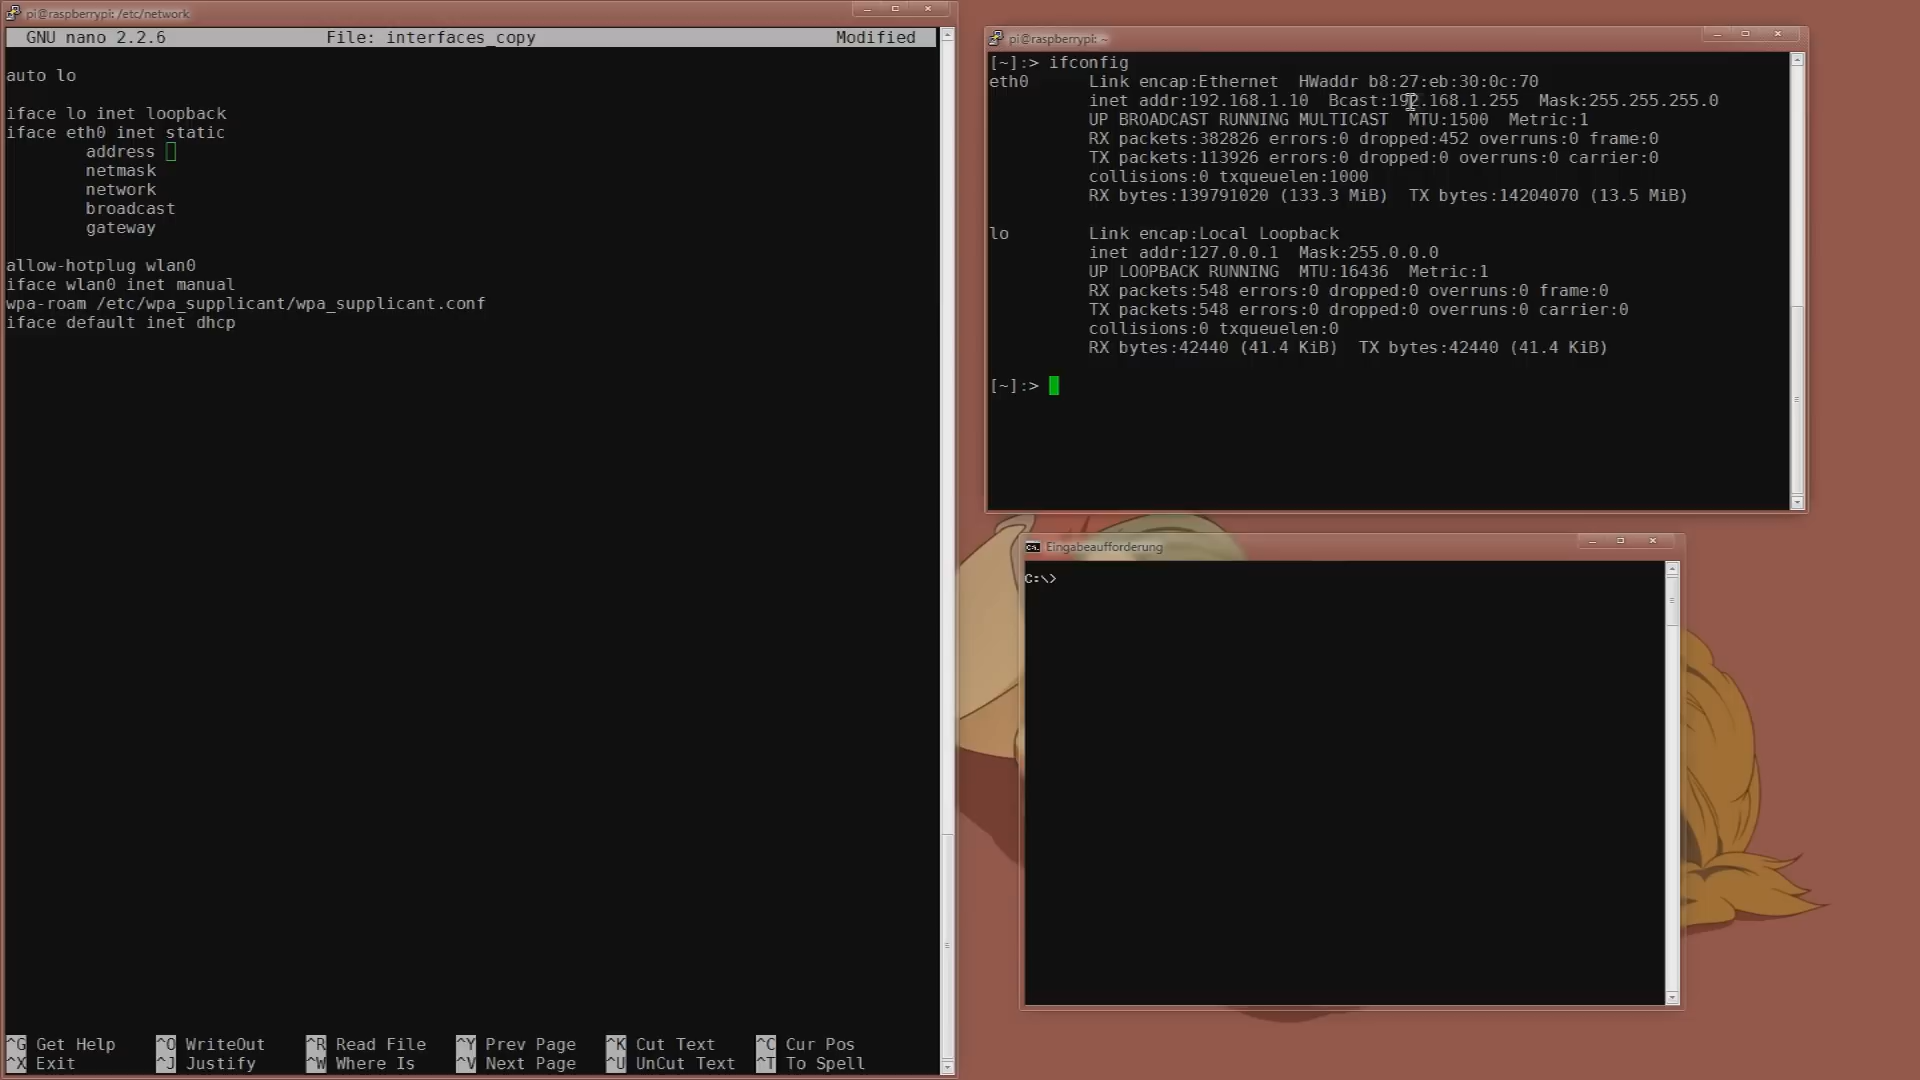 pi@raspberrypi: /etc/network
GNU nano 2.2.6 File: interfaces_copy Modified
auto lo
iface lo inet loopback
iface eth0 inet static
address
netmask
network
broadcast
gateway
allow-hotplug wlan0
iface wlan0 inet manual
wpa-roam /etc/wpa_supplicant/wpa_supplicant.conf
iface default inet dhcp
^G Get Help ^O WriteOut ^R Read File ^Y Prev Page ^K Cut Text ^C Cur Pos
^X Exit ^J Justify ^W Where Is ^V Next Page ^U UnCut Text ^T To Spell
pi@raspberrypi: ~
[~]:> ifconfig
eth0 Link encap:Ethernet HWaddr b8:27:eb:30:0c:70
inet addr:192.168.1.10 Bcast:192.168.1.255 Mask:255.255.255.0
UP BROADCAST RUNNING MULTICAST MTU:1500 Metric:1
RX packets:382826 errors:0 dropped:452 overruns:0 frame:0
TX packets:113926 errors:0 dropped:0 overruns:0 carrier:0
collisions:0 txqueuelen:1000
RX bytes:139791020 (133.3 MiB) TX bytes:14204070 (13.5 MiB)
lo Link encap:Local Loopback
inet addr:127.0.0.1 Mask:255.0.0.0
UP LOOPBACK RUNNING MTU:16436 Metric:1
RX packets:548 errors:0 dropped:0 overruns:0 frame:0
TX packets:548 errors:0 dropped:0 overruns:0 carrier:0
collisions:0 txqueuelen:0
RX bytes:42440 (41.4 KiB) TX bytes:42440 (41.4 KiB)
[~]:>
Eingabeaufforderung
C:\>